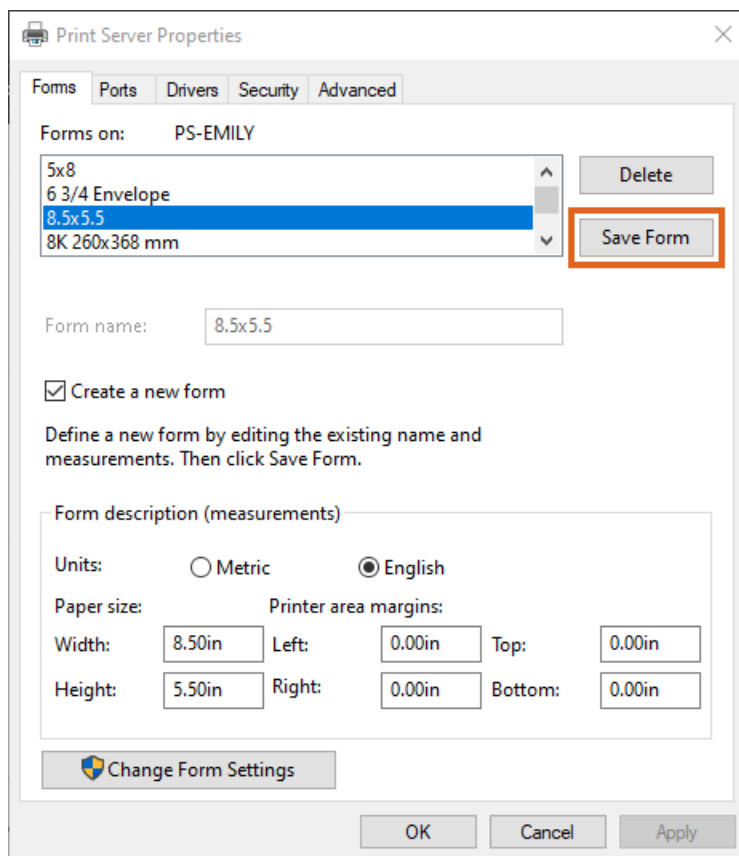 Print Server Properties
Forms Ports Drivers Security Advanced
Forms on: PS-EMILY
5x8
6 3/4 Envelope
8.5x5.5
8K 260x368 mm
Delete
Save Form
Form name: 8.5x5.5
Create a new form
Define a new form by editing the existing name and
measurements. Then click Save Form.
Form description (measurements)
Units: Metric English
Paper size: Printer area margins:
Width: 8.50in Left: 0.00in Top: 0.00in
Height: 5.50in Right: 0.00in Bottom: 0.00in
Change Form Settings
OK Cancel Apply